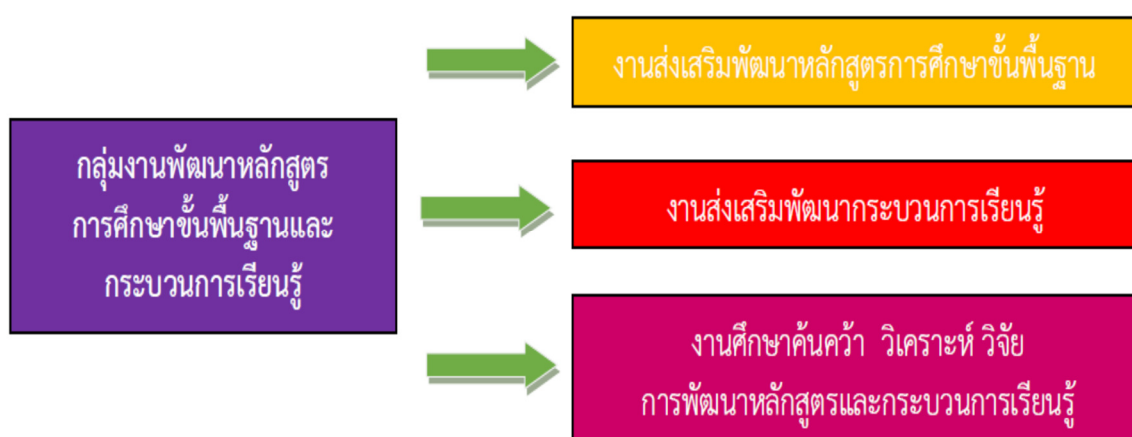 กลุ่มงานพัฒนาหลักสูตร
การศึกษาขั้นพื้นฐานและ
กระบวนการเรียนรู้
งานส่งเสริมพัฒนาหลักสูตรการศึกษาขั้นพื้นฐาน
งานส่งเสริมพัฒนากระบวนการเรียนรู้
งานศึกษาค้นคว้า วิเคราะห์ วิจัย
การพัฒนาหลักสูตรและกระบวนการเรียนรู้